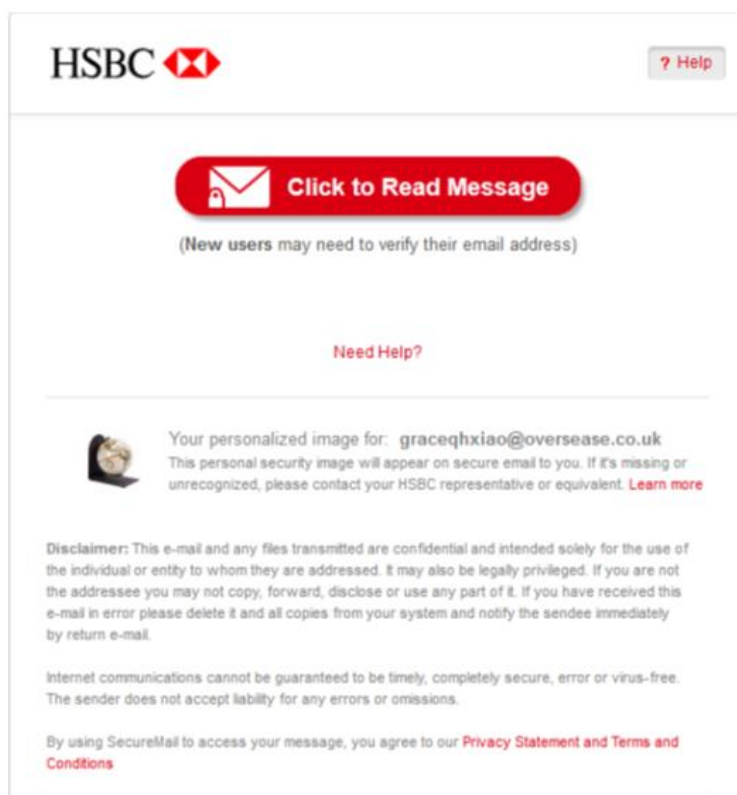 HSBC
? Help
Click to Read Message
(New users may need to verify their email address)
Need Help?
Your personalized image for: graceqhxiao@oversease.co.uk
This personal security image will appear on secure email to you. If it's missing or
unrecognized, please contact your HSBC representative or equivalent. Learn more
Disclaimer: This e-mail and any files transmitted are confidential and intended solely for the use of
the individual or entity to whom they are addressed. It may also be legally privileged. If you are not
the addressee you may not copy, forward, disclose or use any part of it. If you have received this
e-mail in error please delete it and all copies from your system and notify the sendee immediately
by return e-mail.
Internet communications cannot be guaranteed to be timely, completely secure, error or virus-free.
The sender does not accept liability for any errors or omissions.
By using SecureMail to access your message, you agree to our Privacy Statement and Terms and
Conditions